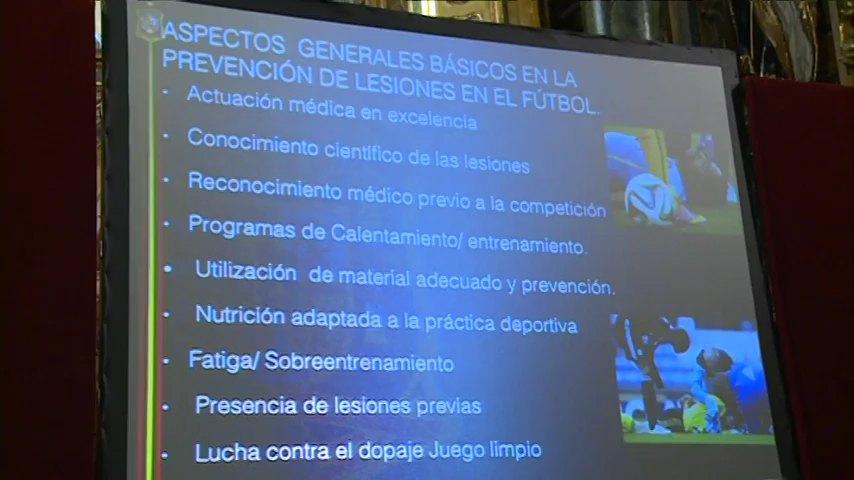 ASPECTOS GENERALES BÁSICOS EN LA
PREVENCIÓN DE LESIONES EN EL FÚTBOL.
• Actuación médica en excelencia
• Conocimiento científico de las lesiones
• Reconocimiento médico previo a la competición
• Programas de Calentamiento/ entrenamiento.
• Utilización de material adecuado y prevención.
• Nutrición adaptada a la práctica deportiva
• Fatiga/ Sobreentrenamiento
• Presencia de lesiones previas
• Lucha contra el dopaje Juego limpio